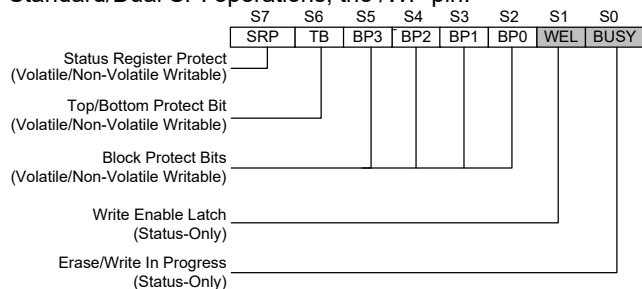 Standard/Dual SPI operations, the /WP pin.
S7 S6 S5 S4 S3 S2 S1 S0
SRP TB BP3 BP2 BP1 BP0 WEL BUSY
Status Register Protect
(Volatile/Non-Volatile Writable)
Top/Bottom Protect Bit
(Volatile/Non-Volatile Writable)
Block Protect Bits
(Volatile/Non-Volatile Writable)
Write Enable Latch
(Status-Only)
Erase/Write In Progress
(Status-Only)